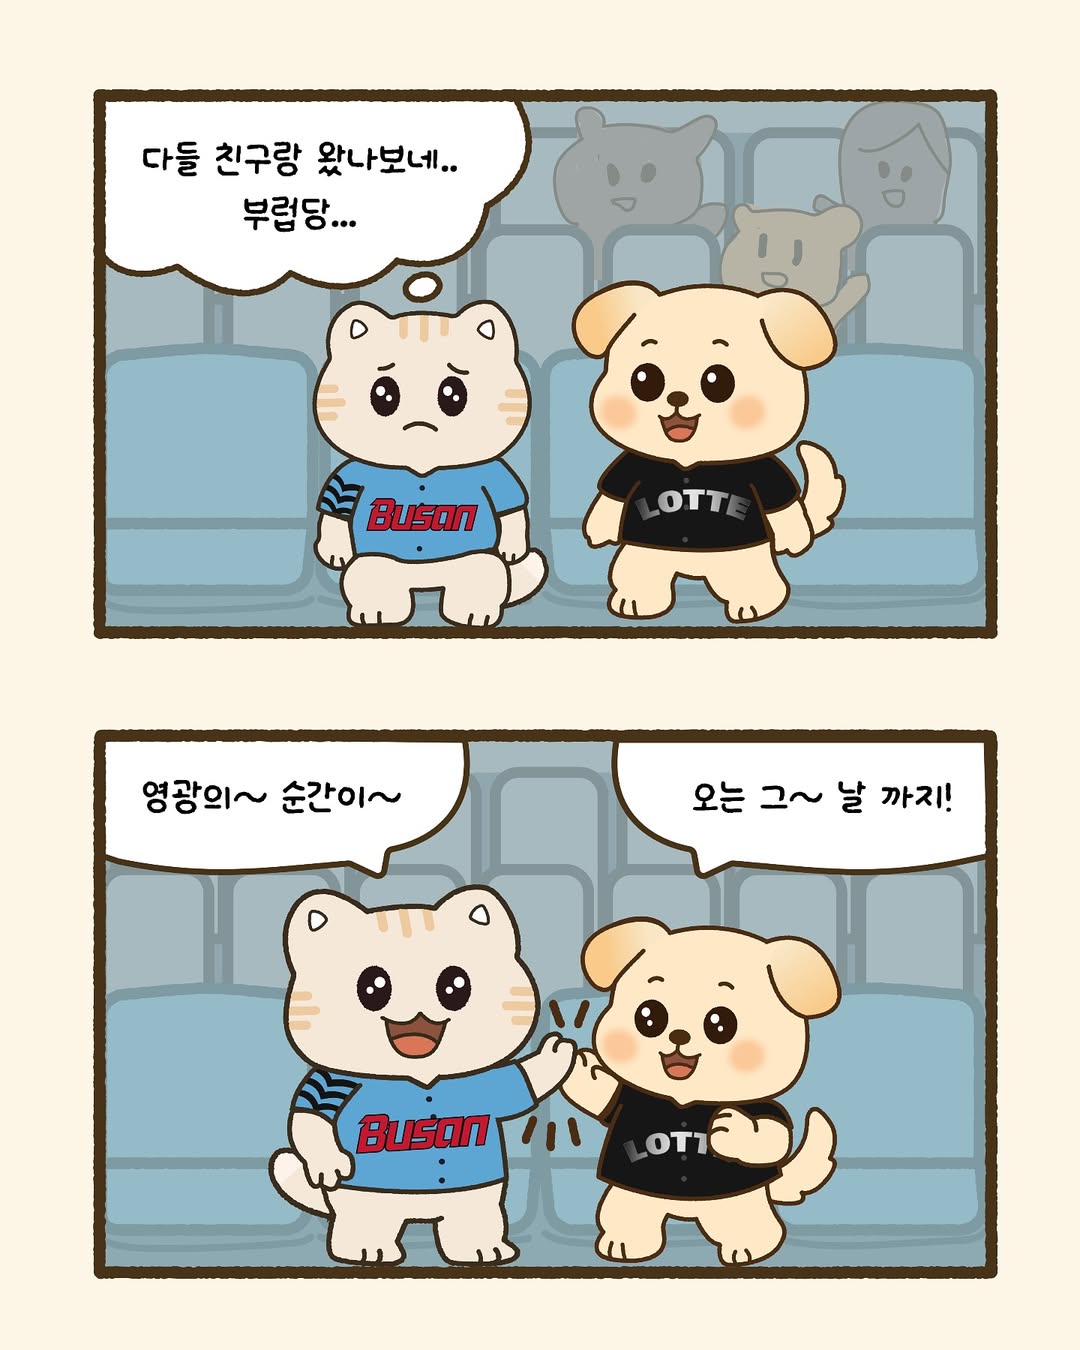 다들 친구랑 왔나보네..
부럽당...
Busan
LOTTE
영광의~ 순간이~
오는 그~ 날 까지!
Busan
LOTT